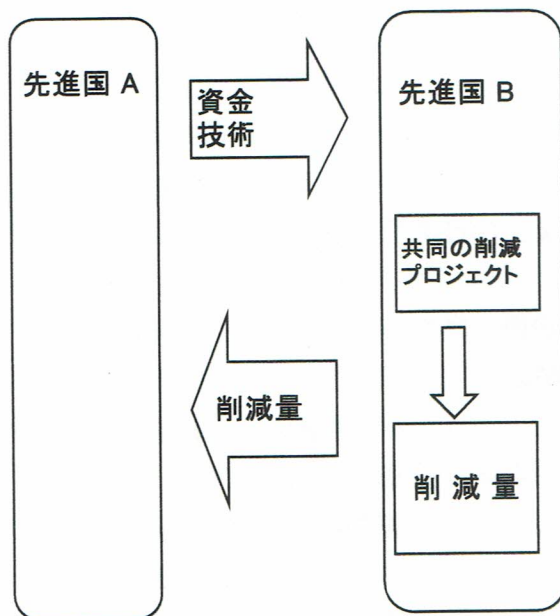 先進国 A
資金
技術
先進国 B
共同の削減
プロジェクト
削減量
削 減 量